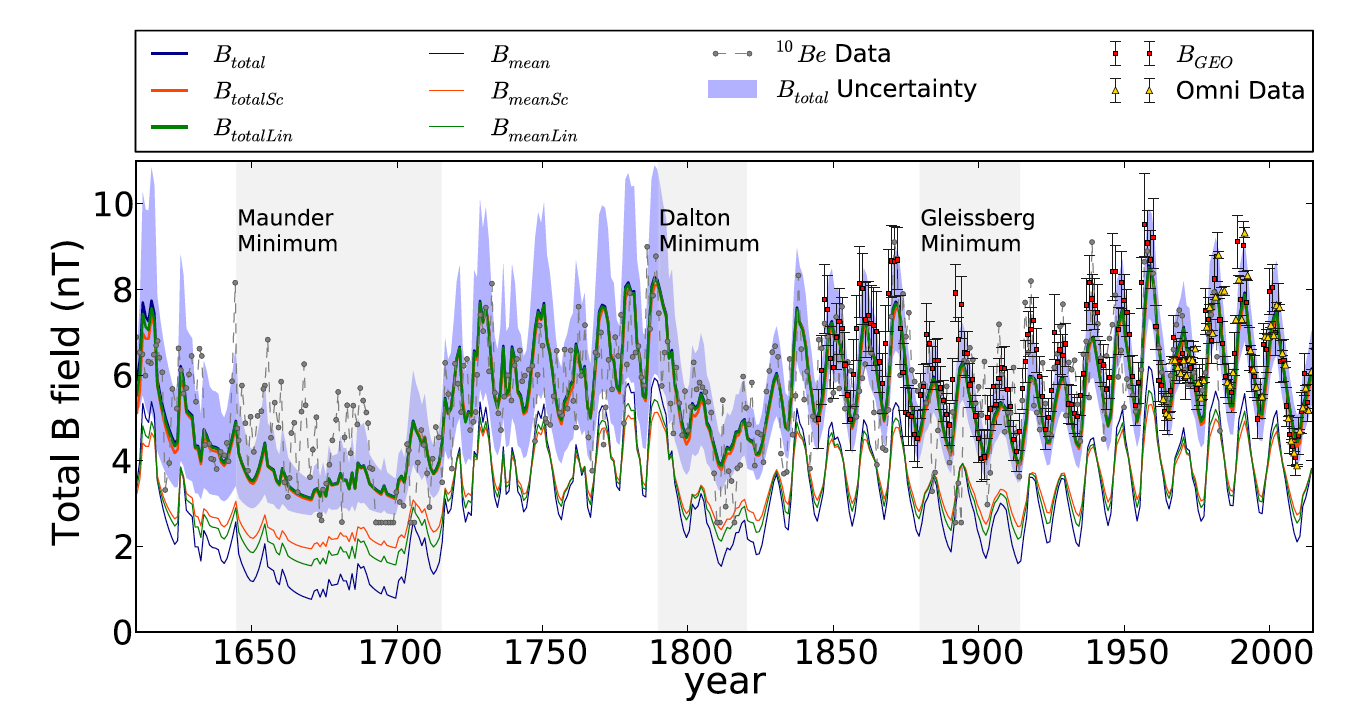 B_total B_mean ¹⁰Be Data B_GEO
B_totalSc B_meanSc B_total Uncertainty Omni Data
B_totalLin B_meanLin
Total B field (nT)
10
8
6
4
2
0
Maunder
Minimum
Dalton
Minimum
Gleissberg
Minimum
1650 1700 1750 1800 1850 1900 1950 2000
year